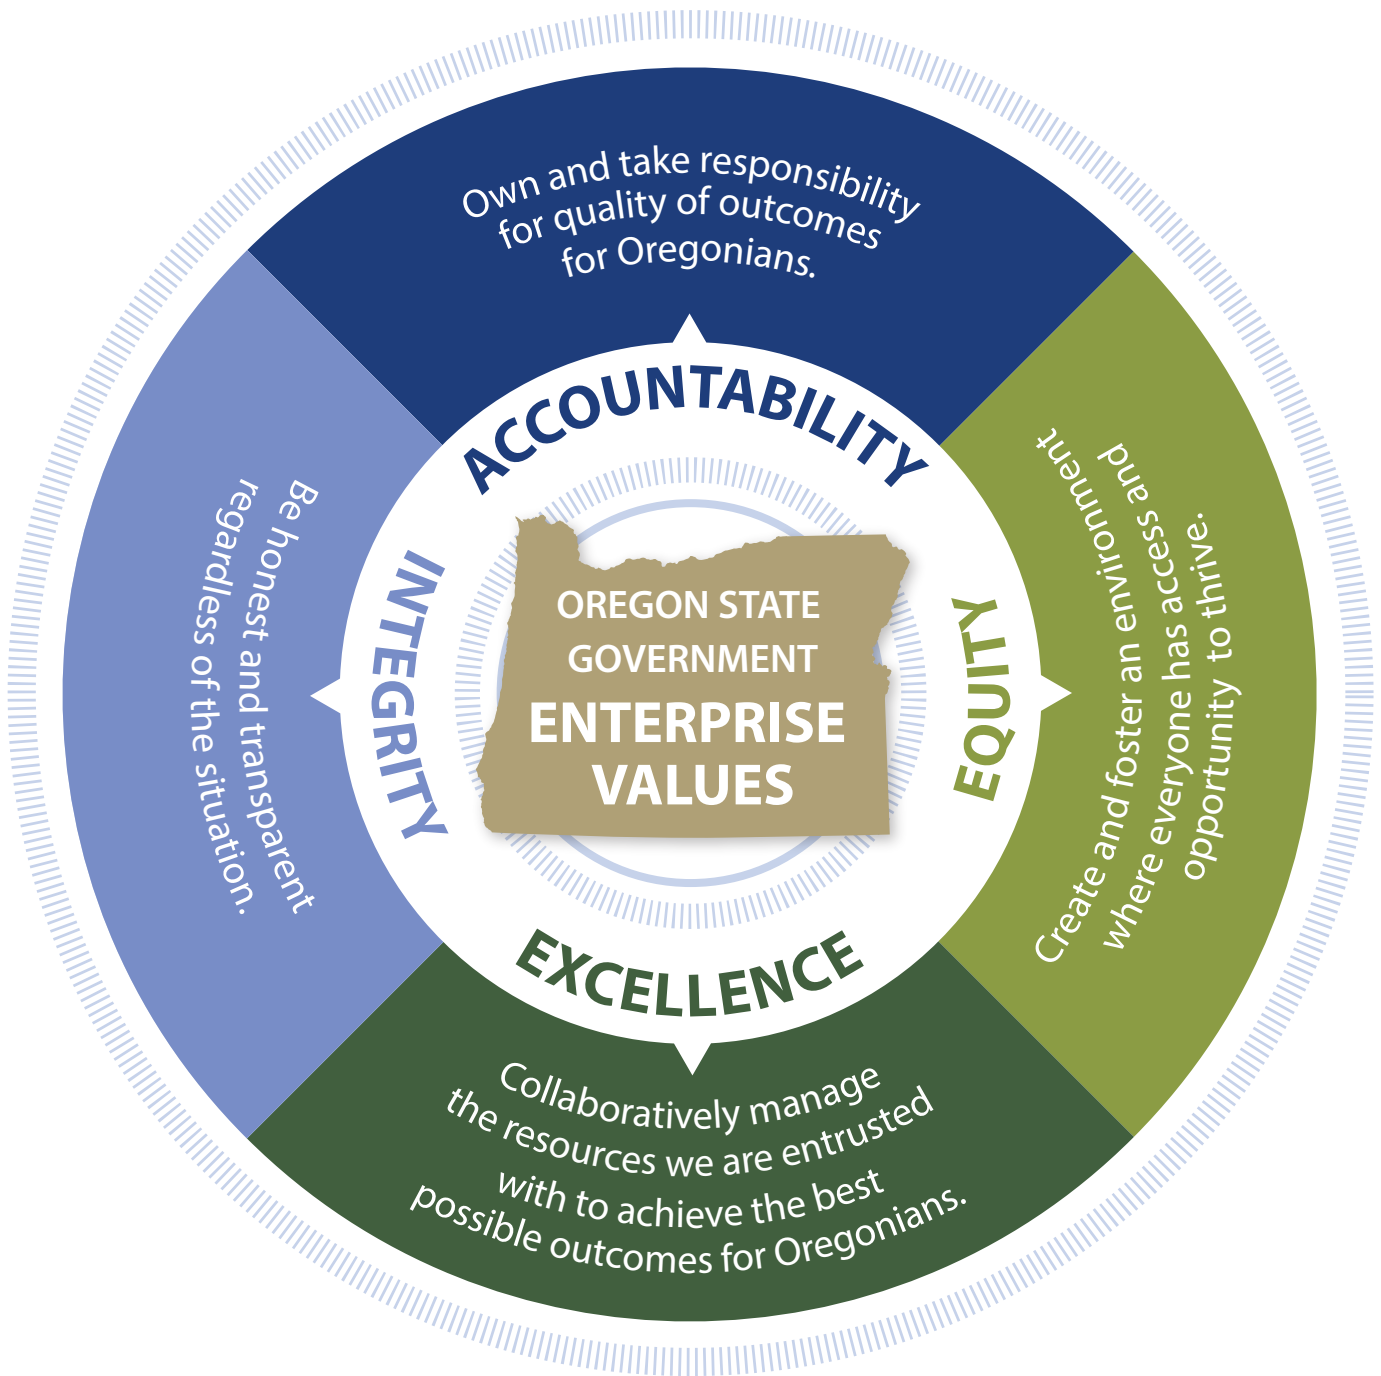 Own and take responsibility
for quality of outcomes
for Oregonians.
ACCOUNTABILITY
Be honest and transparent
regardless of the situation.
INTEGRITY
OREGON STATE
GOVERNMENT
ENTERPRISE
VALUES
EQUITY
Create and foster an environment
where everyone has access and
opportunity to thrive.
EXCELLENCE
Collaboratively manage
the resources we are entrusted
with to achieve the best
possible outcomes for Oregonians.